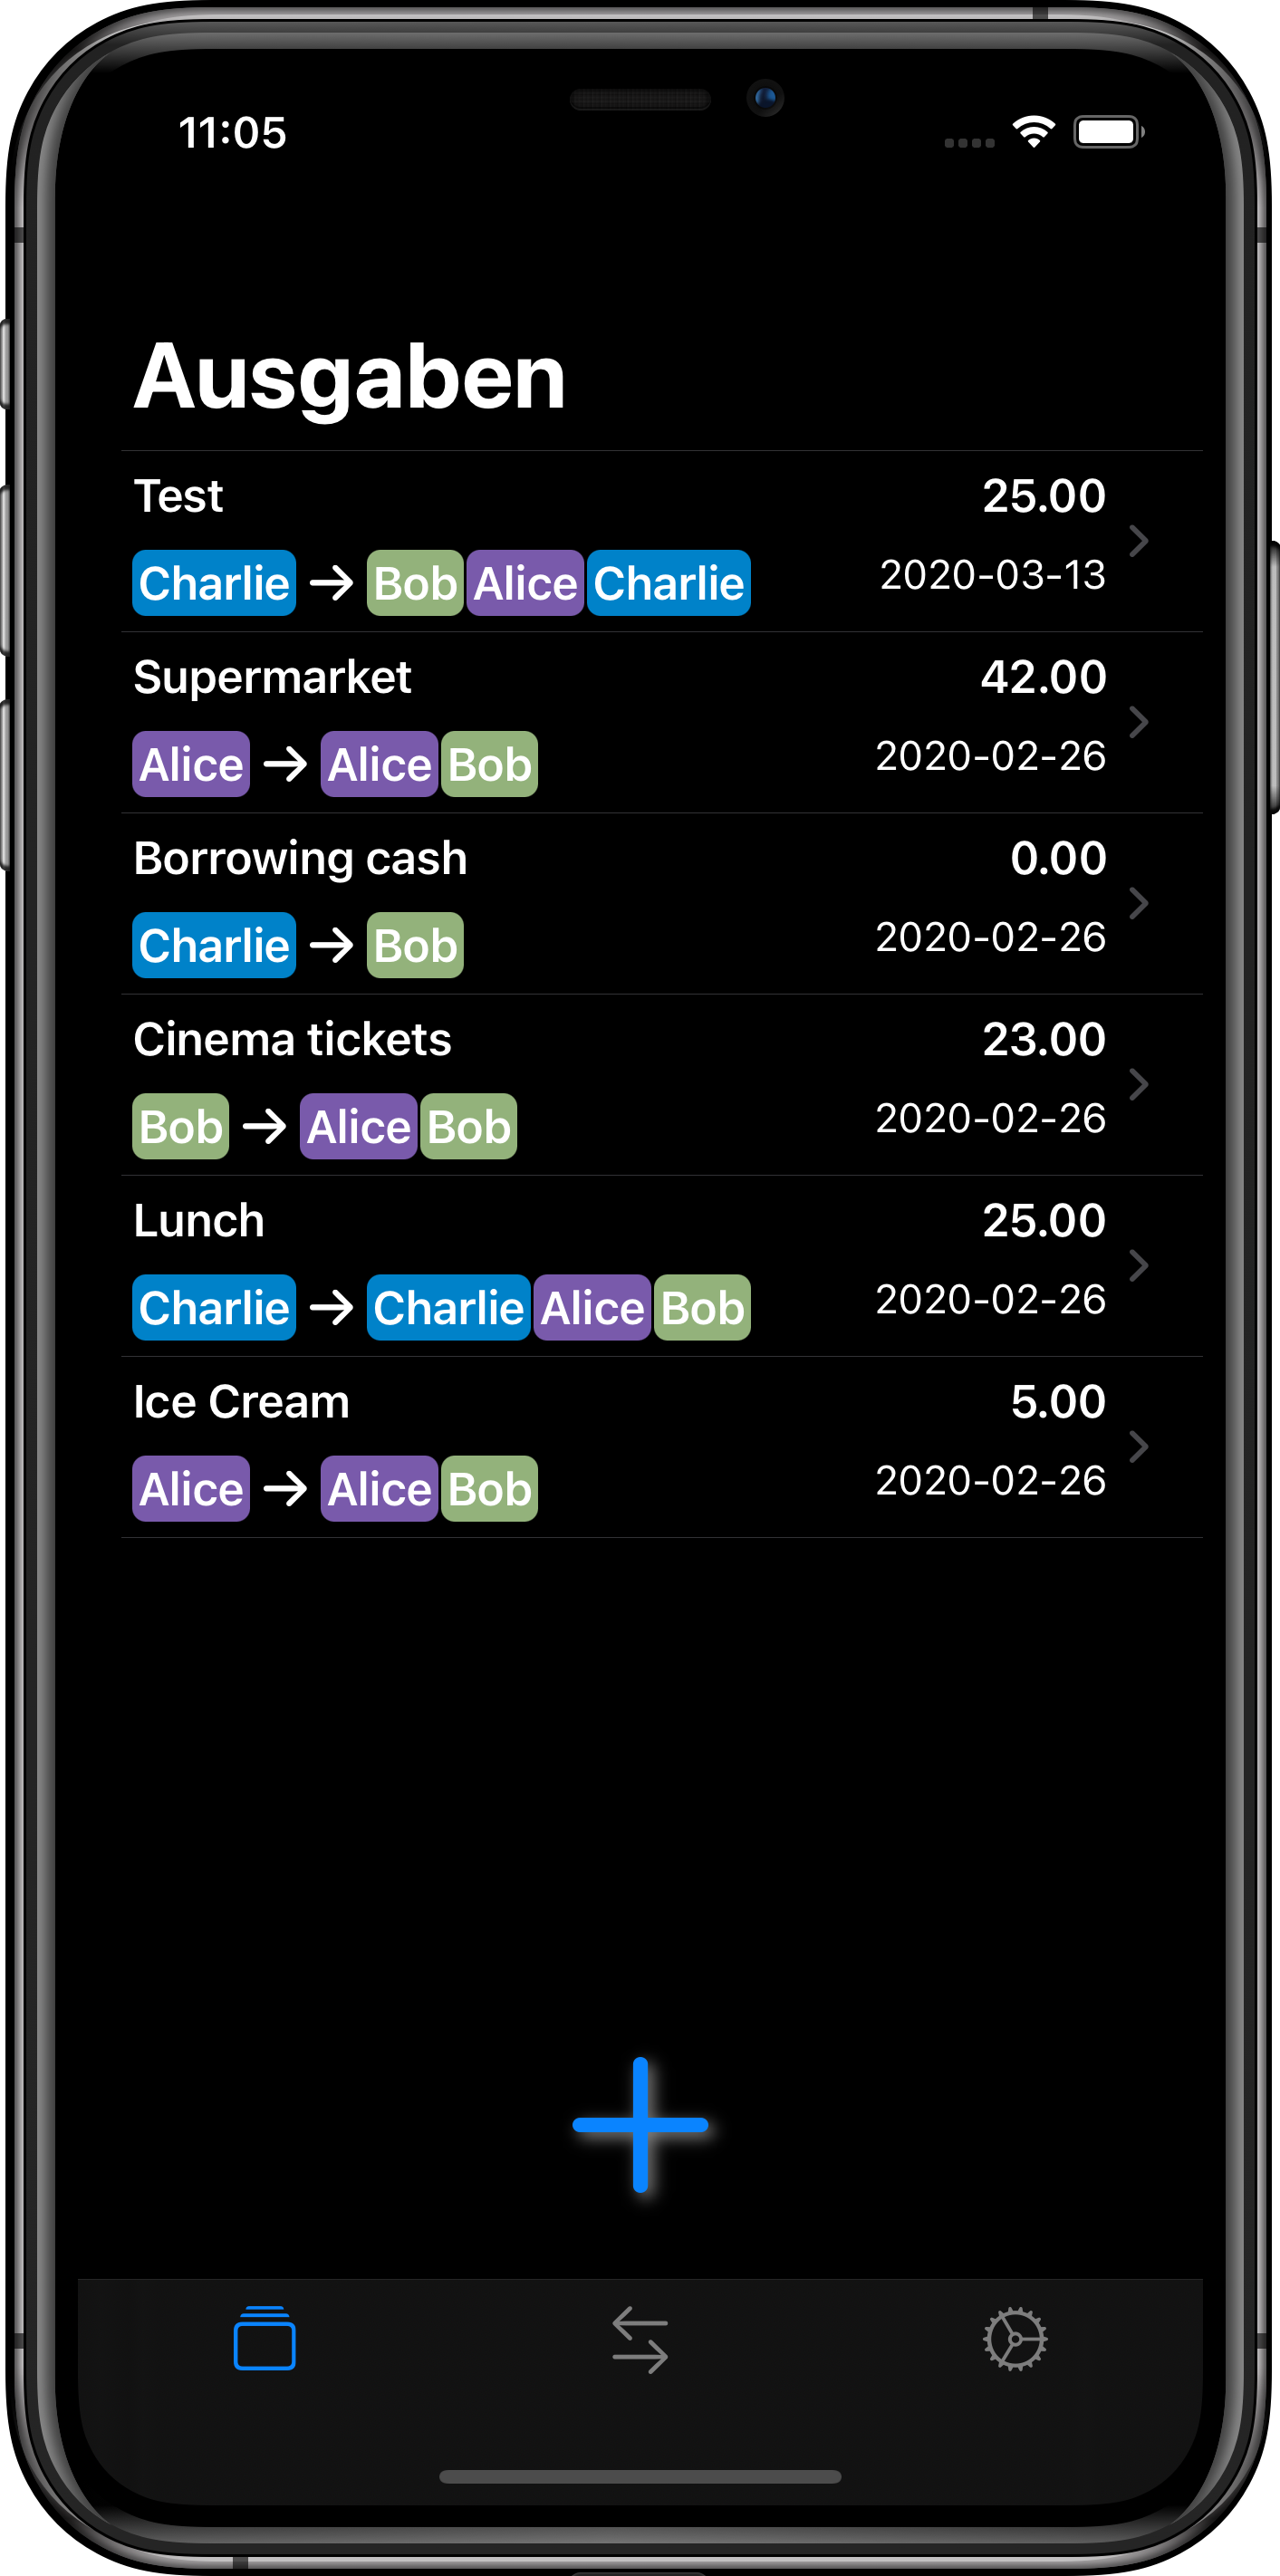 11:05
Ausgaben
Test 25.00
Charlie → Bob Alice Charlie 2020-03-13
Supermarket 42.00
Alice → Alice Bob 2020-02-26
Borrowing cash 0.00
Charlie → Bob 2020-02-26
Cinema tickets 23.00
Bob → Alice Bob 2020-02-26
Lunch 25.00
Charlie → Charlie Alice Bob 2020-02-26
Ice Cream 5.00
Alice → Alice Bob 2020-02-26